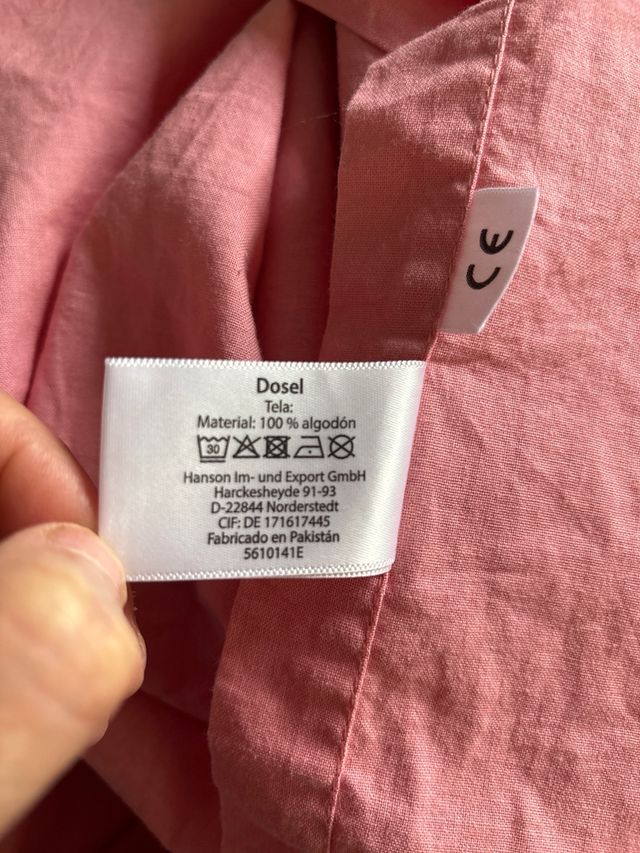 CE
Dosel
Tela:
Material: 100 % algodón
30
Hanson Im- und Export GmbH
Harckesheyde 91-93
D-22844 Norderstedt
CIF: DE 171617445
Fabricado en Pakistán
5610141E